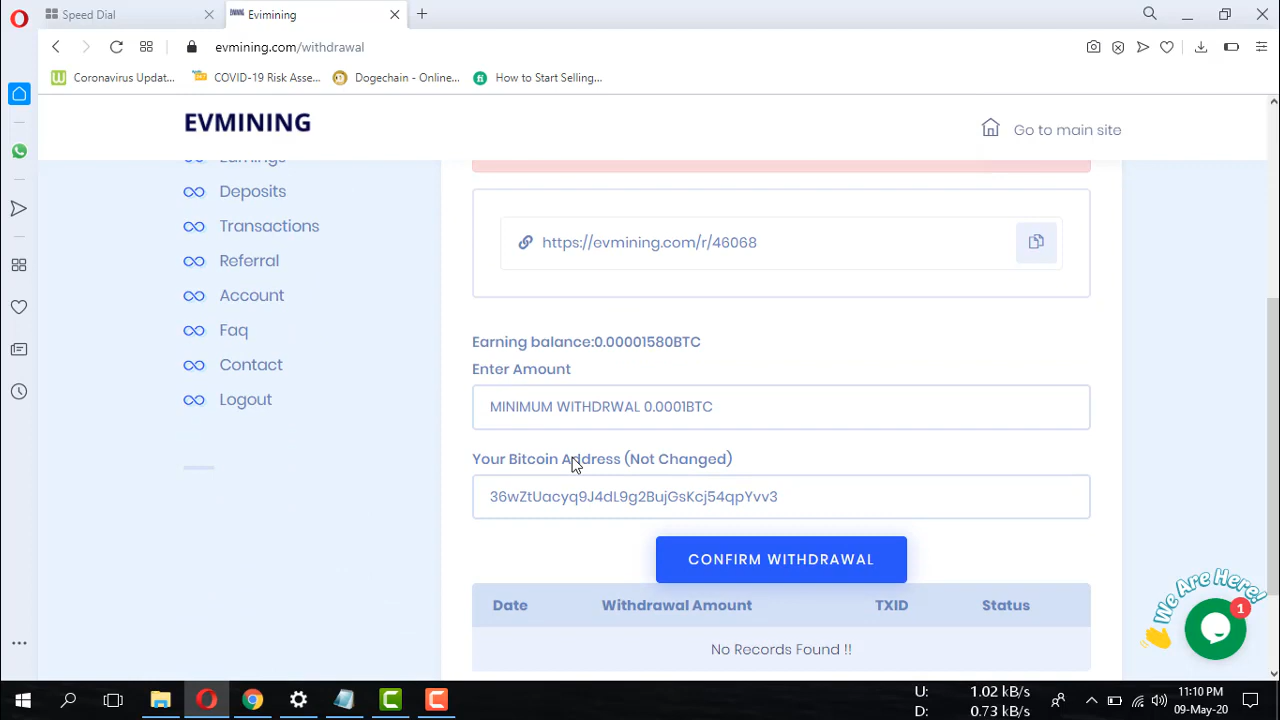 Speed Dial
Evimining
evmining.com/withdrawal
Coronavirus Updat...
COVID-19 Risk Asse...
Dogechain - Online...
How to Start Selling...
EVMINING
Go to main site
Earnings
Deposits
Transactions
Referral
Account
Faq
Contact
Logout
https://evmining.com/r/46068
Earning balance:0.00001580BTC
Enter Amount
MINIMUM WITHDRWAL 0.0001BTC
Your Bitcoin Address (Not Changed)
36wZtUacyq9J4dL9g2BujGsKcj54qpYvv3
CONFIRM WITHDRAWAL
Date Withdrawal Amount TXID Status
No Records Found !!
We Are Here!
1
U: 1.02 kB/s
D: 0.73 kB/s
11:10 PM
09-May-20